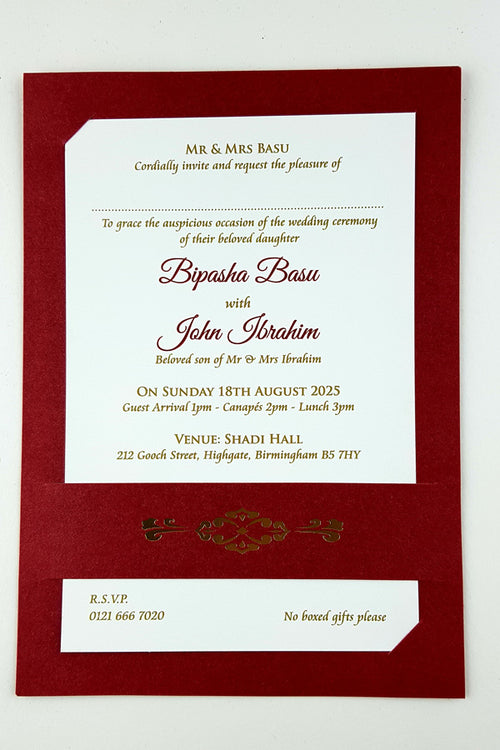 Mr & Mrs Basu
Cordially invite and request the pleasure of
To grace the auspicious occasion of the wedding ceremony
of their beloved daughter
Bipasha Basu
with
John Ibrahim
Beloved son of Mr & Mrs Ibrahim
On Sunday 18th August 2025
Guest Arrival 1pm - Canapés 2pm - Lunch 3pm
Venue: Shadi Hall
212 Gooch Street, Highgate, Birmingham B5 7HY
R.S.V.P.
0121 666 7020
No boxed gifts please